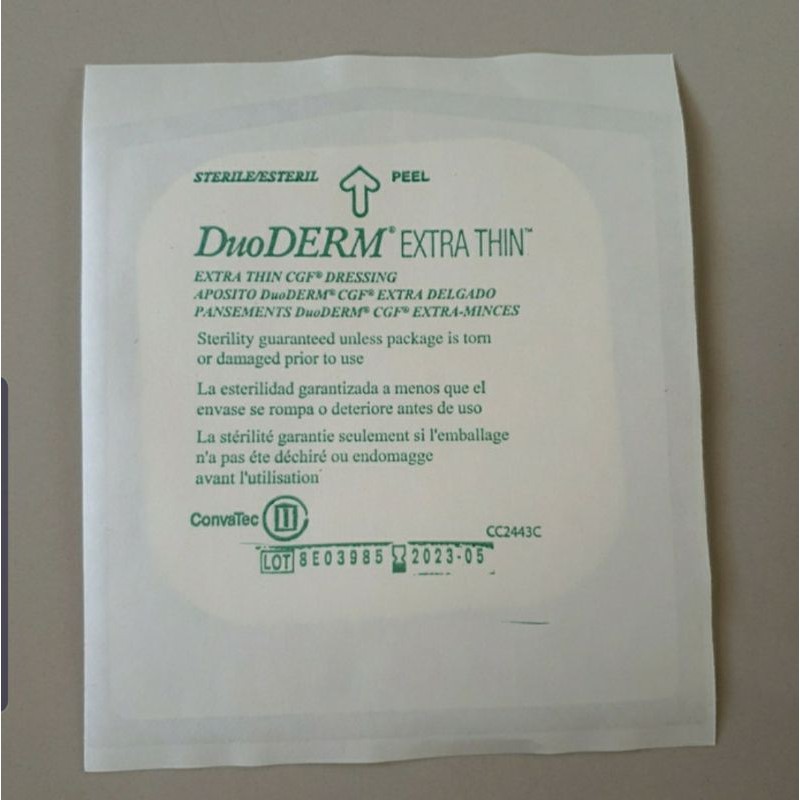 STERILE/ESTERIL PEEL
DuoDERM® EXTRA THIN™
EXTRA THIN CGF® DRESSING
APOSITO DuoDERM® CGF® EXTRA DELGADO
PANSEMENTS DuoDERM® CGF® EXTRA-MINCES
Sterility guaranteed unless package is torn
or damaged prior to use
La esterilidad garantizada a menos que el
envase se rompa o deteriore antes de uso
La stérilité garantie seulement si l'emballage
n'a pas éte déchiré ou endomagge
avant l'utilisation
ConvaTec
CC2443C
LOT 8E03985 2023-05